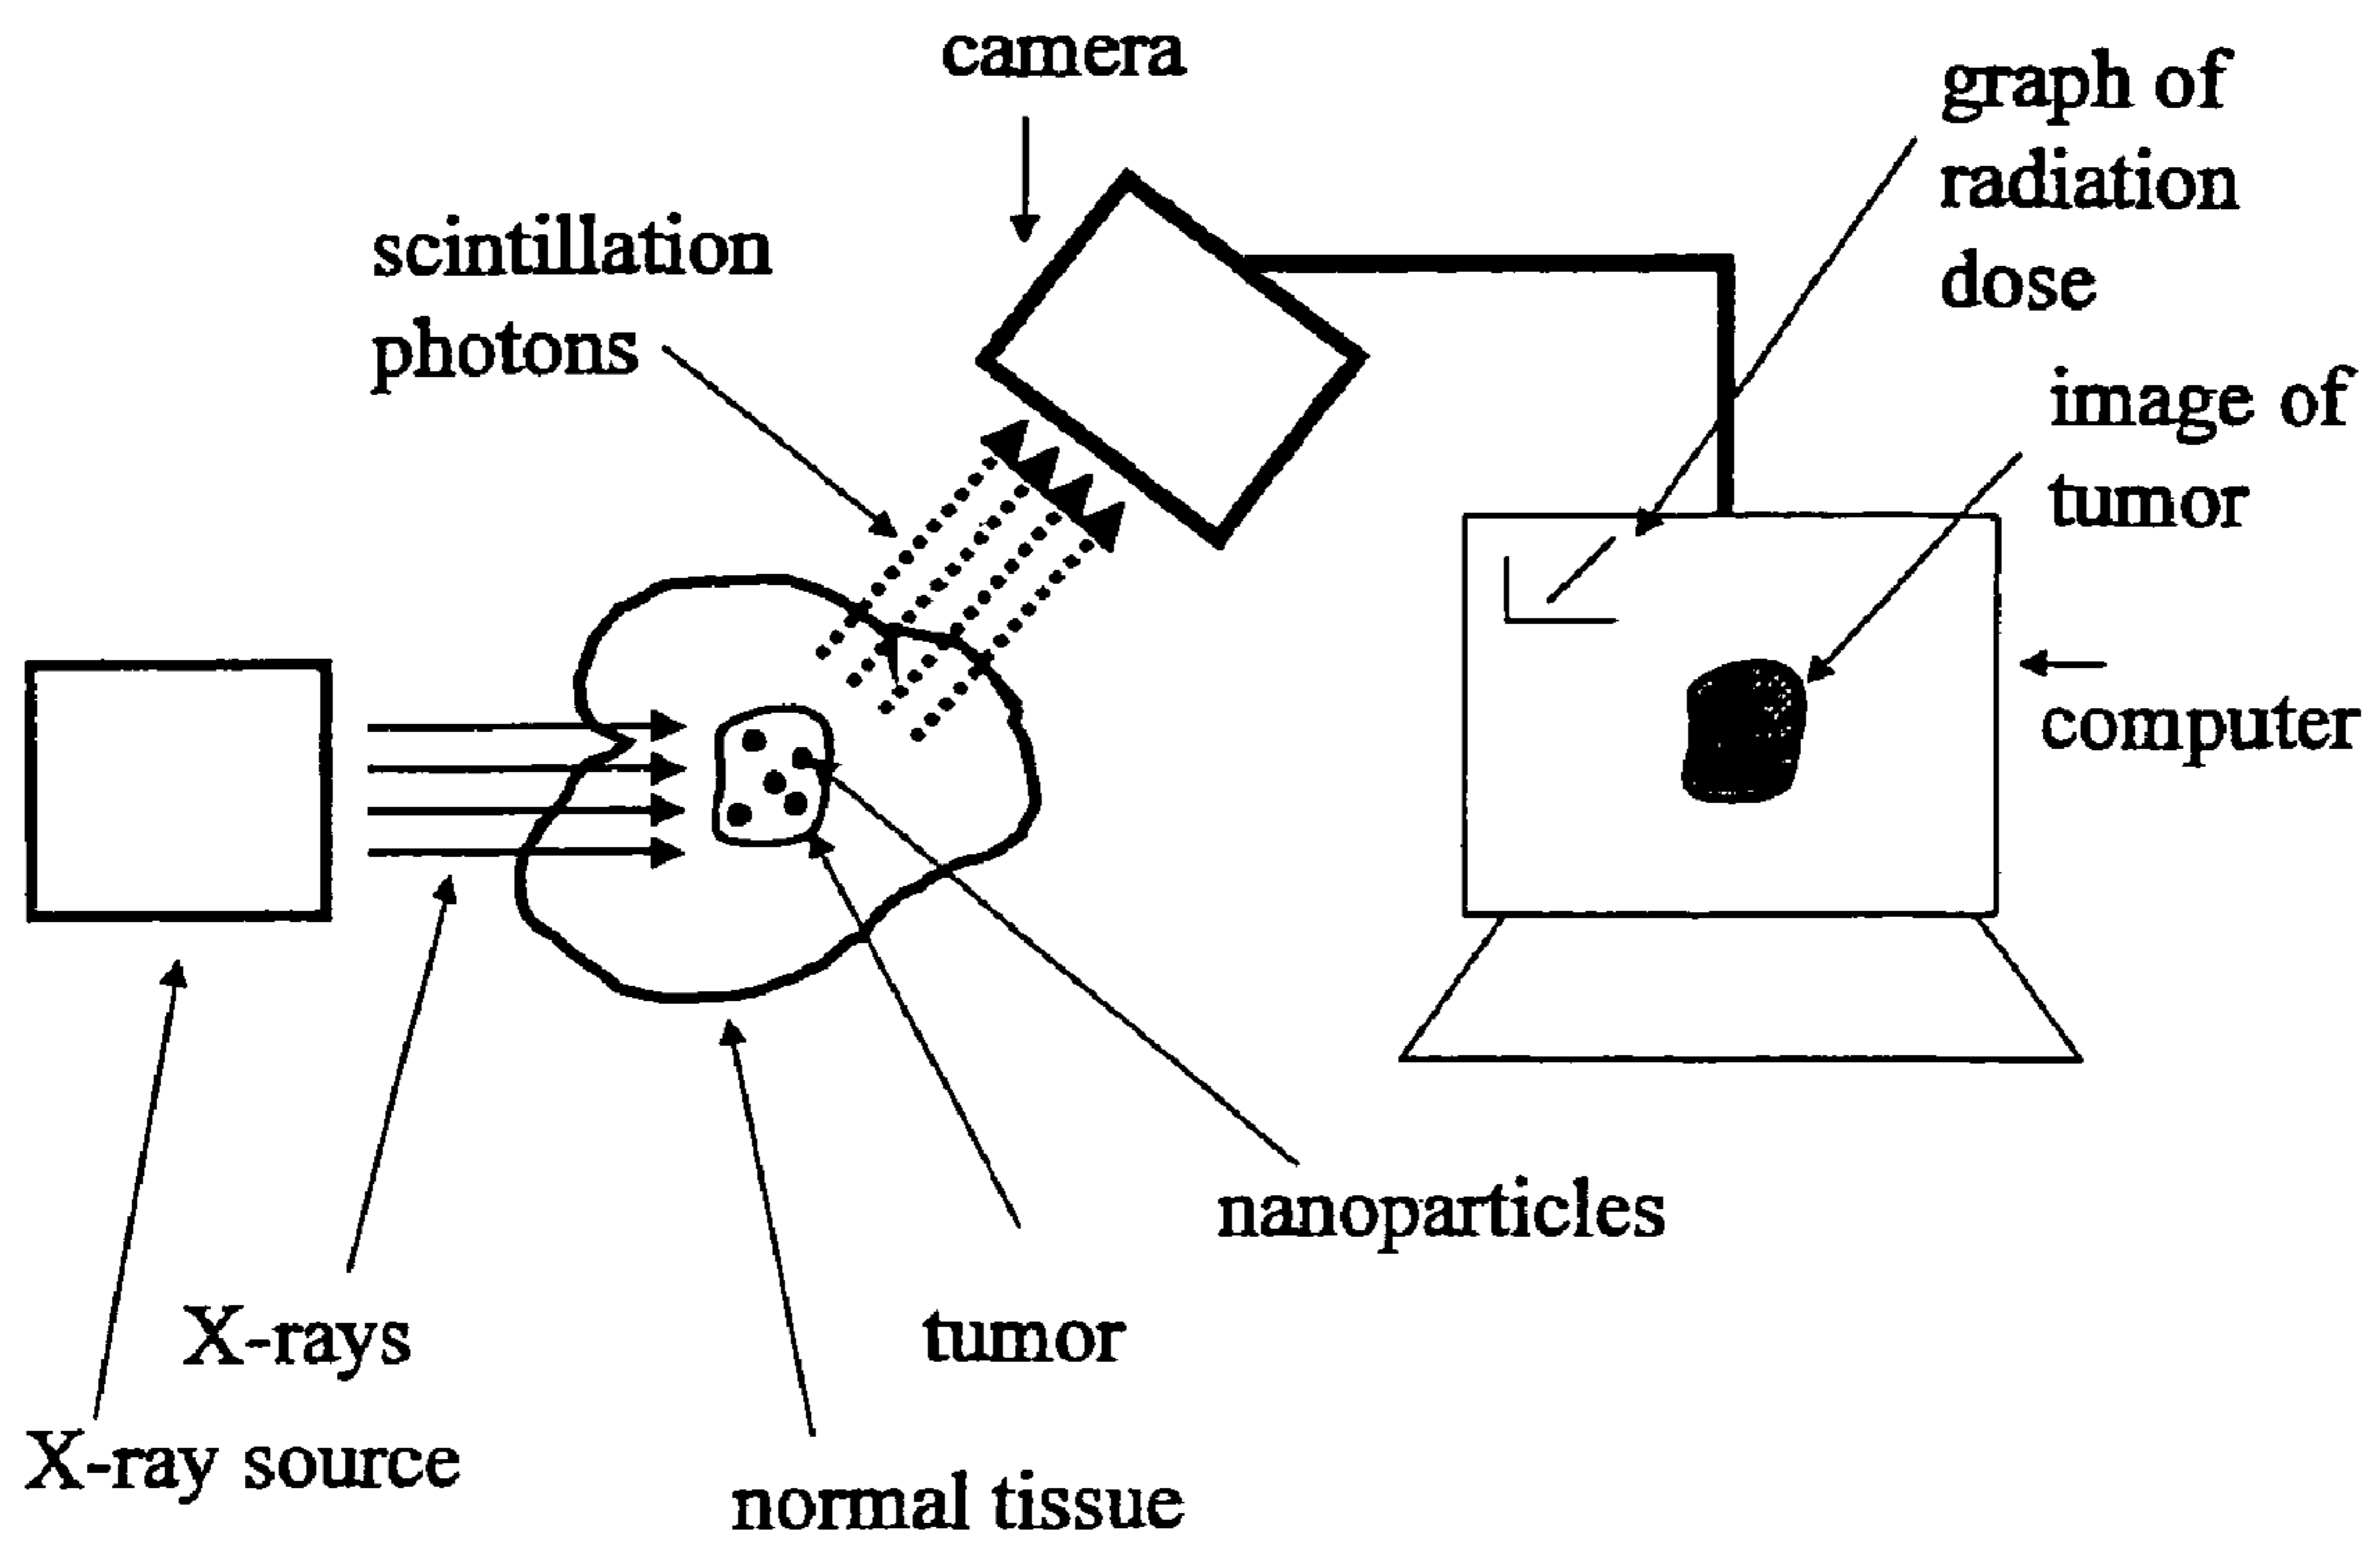 camera
graph of
radiation
dose
scintillation
photons
image of
tumor
computer
nanoparticles
tumor
X-rays
X-ray source
normal tissue